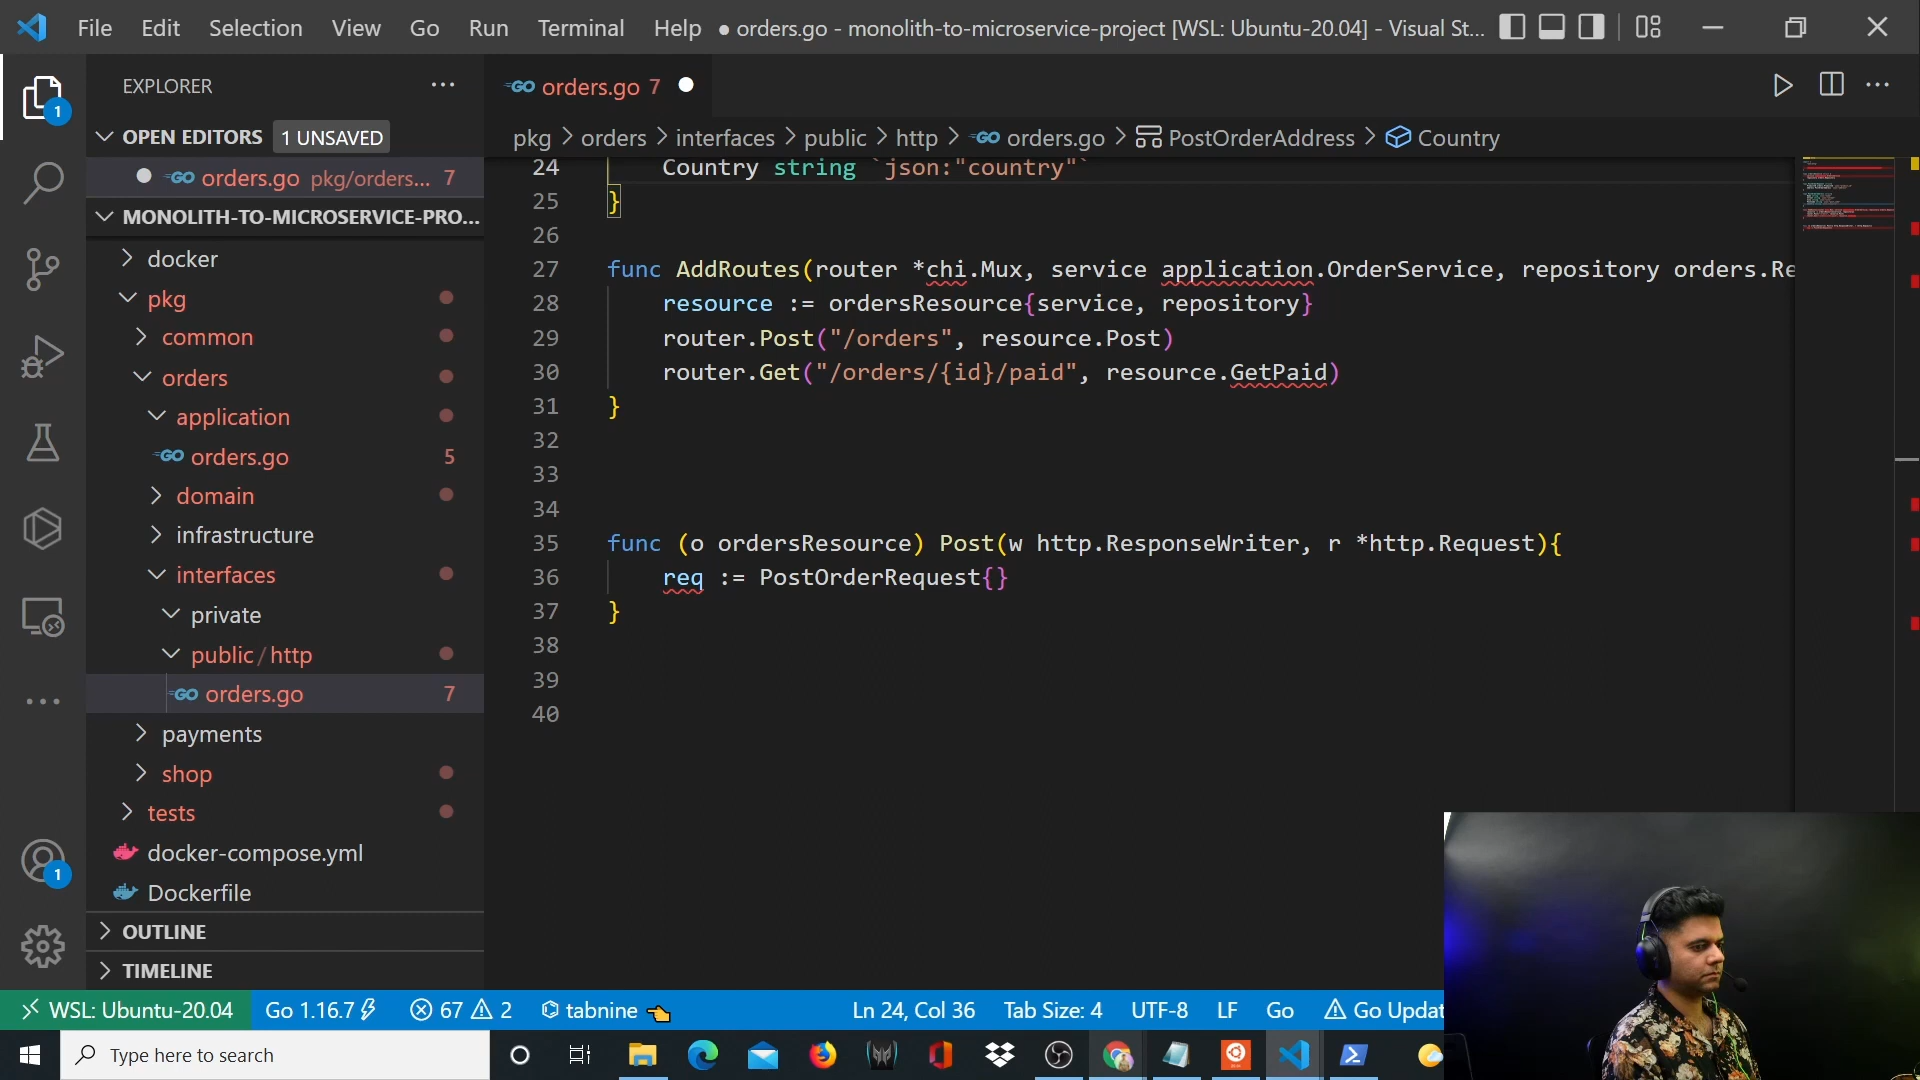 File Edit Selection View Go Run Terminal Help ● orders.go - monolith-to-microservice-project [WSL: Ubuntu-20.04] - Visual St...
EXPLORER
orders.go 7
OPEN EDITORS 1 UNSAVED
pkg > orders > interfaces > public > http > orders.go > PostOrderAddress > Country
orders.go pkg/orders... 7
MONOLITH-TO-MICROSERVICE-PRO...
docker
pkg
common
orders
application
orders.go 5
domain
infrastructure
interfaces
private
public / http
orders.go 7
payments
shop
tests
docker-compose.yml
Dockerfile
OUTLINE
TIMELINE
24 Country string `json:"country"`
25 }
26
27 func AddRoutes(router *chi.Mux, service application.OrderService, repository orders.Re
28 resource := ordersResource{service, repository}
29 router.Post("/orders", resource.Post)
30 router.Get("/orders/{id}/paid", resource.GetPaid)
31 }
32
33
34
35 func (o ordersResource) Post(w http.ResponseWriter, r *http.Request){
36 req := PostOrderRequest{}
37 }
38
39
40
1
1
WSL: Ubuntu-20.04 Go 1.16.7 67 2 tabnine Ln 24, Col 36 Tab Size: 4 UTF-8 LF Go Go Updat
Type here to search